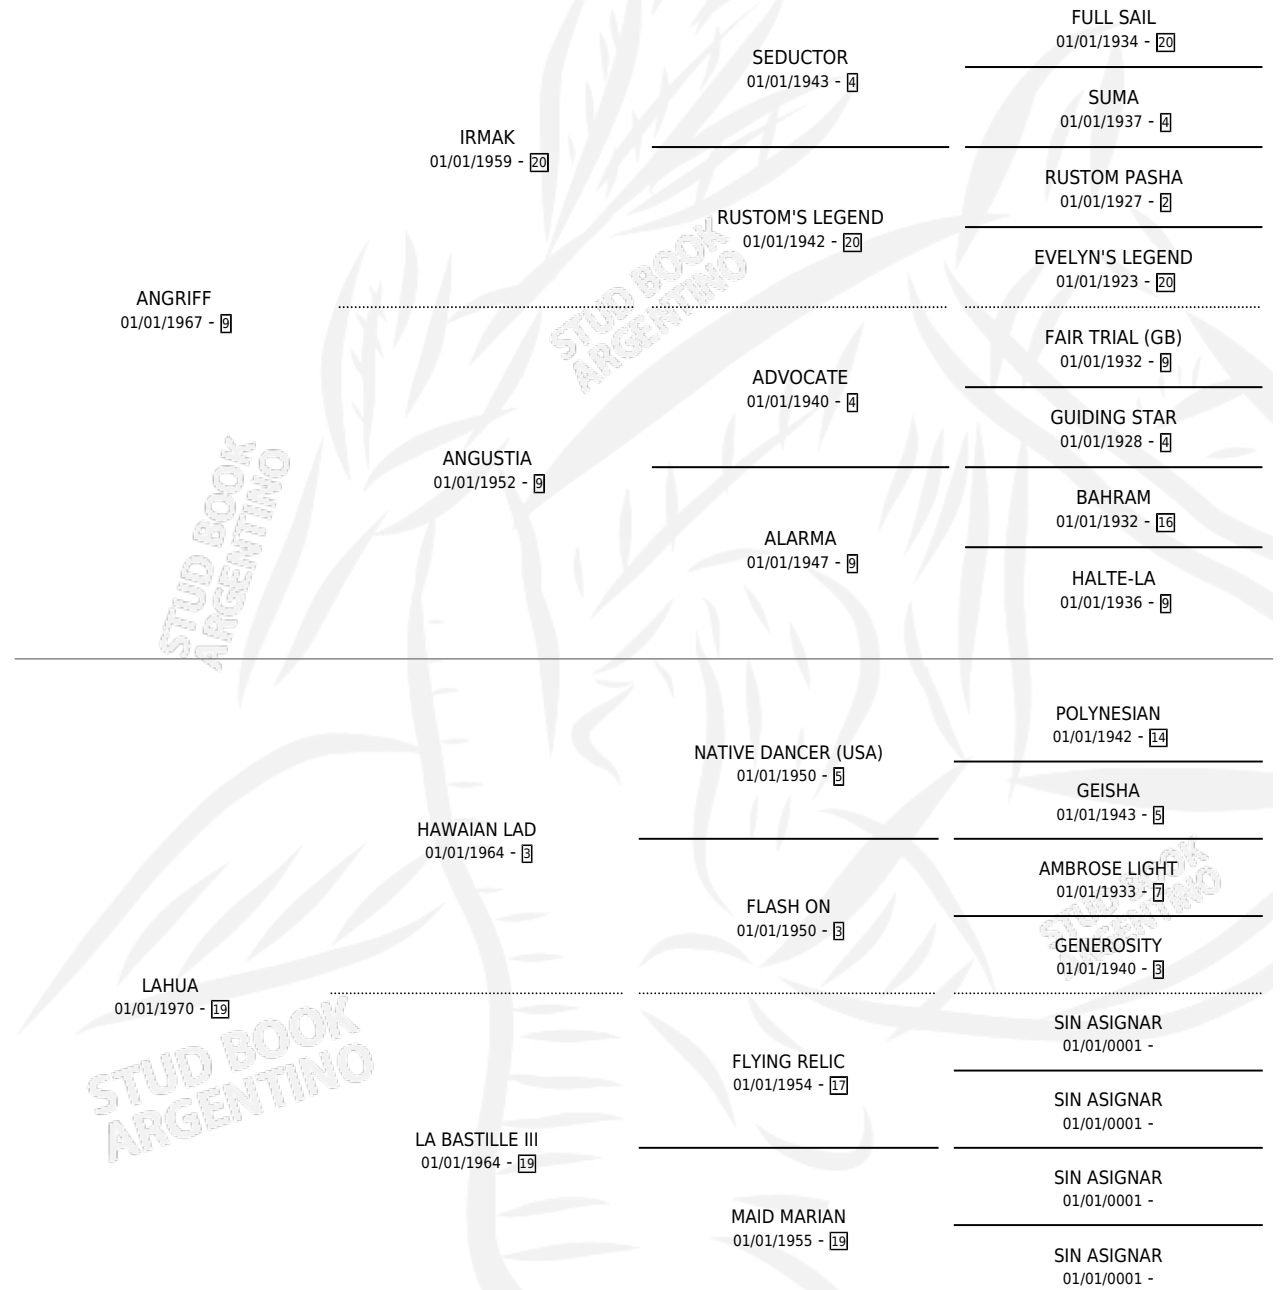 FULL SAIL
01/01/1934 - 20
SEDUCTOR
01/01/1943 - 4
SUMA
01/01/1937 - 4
IRMAK
01/01/1959 - 20
RUSTOM PASHA
01/01/1927 - 2
RUSTOM'S LEGEND
01/01/1942 - 20
EVELYN'S LEGEND
01/01/1923 - 20
ANGRIFF
01/01/1967 - 9
FAIR TRIAL (GB)
01/01/1932 - 9
ADVOCATE
01/01/1940 - 4
GUIDING STAR
01/01/1928 - 4
ANGUSTIA
01/01/1952 - 9
BAHRAM
01/01/1932 - 16
ALARMA
01/01/1947 - 9
HALTE-LA
01/01/1936 - 9
POLYNESIAN
01/01/1942 - 14
NATIVE DANCER (USA)
01/01/1950 - 5
GEISHA
01/01/1943 - 5
HAWAIAN LAD
01/01/1964 - 3
AMBROSE LIGHT
01/01/1933 - 7
FLASH ON
01/01/1950 - 3
GENEROSITY
01/01/1940 - 3
LAHUA
01/01/1970 - 19
SIN ASIGNAR
01/01/0001 -
FLYING RELIC
01/01/1954 - 17
SIN ASIGNAR
01/01/0001 -
LA BASTILLE III
01/01/1964 - 19
SIN ASIGNAR
01/01/0001 -
MAID MARIAN
01/01/1955 - 19
SIN ASIGNAR
01/01/0001 -
STUD BOOK
ARGENTINO
STUD BOOK
ARGENTINO
STUD BOOK
ARGENTINO
STUD BOOK
ARGENTINO